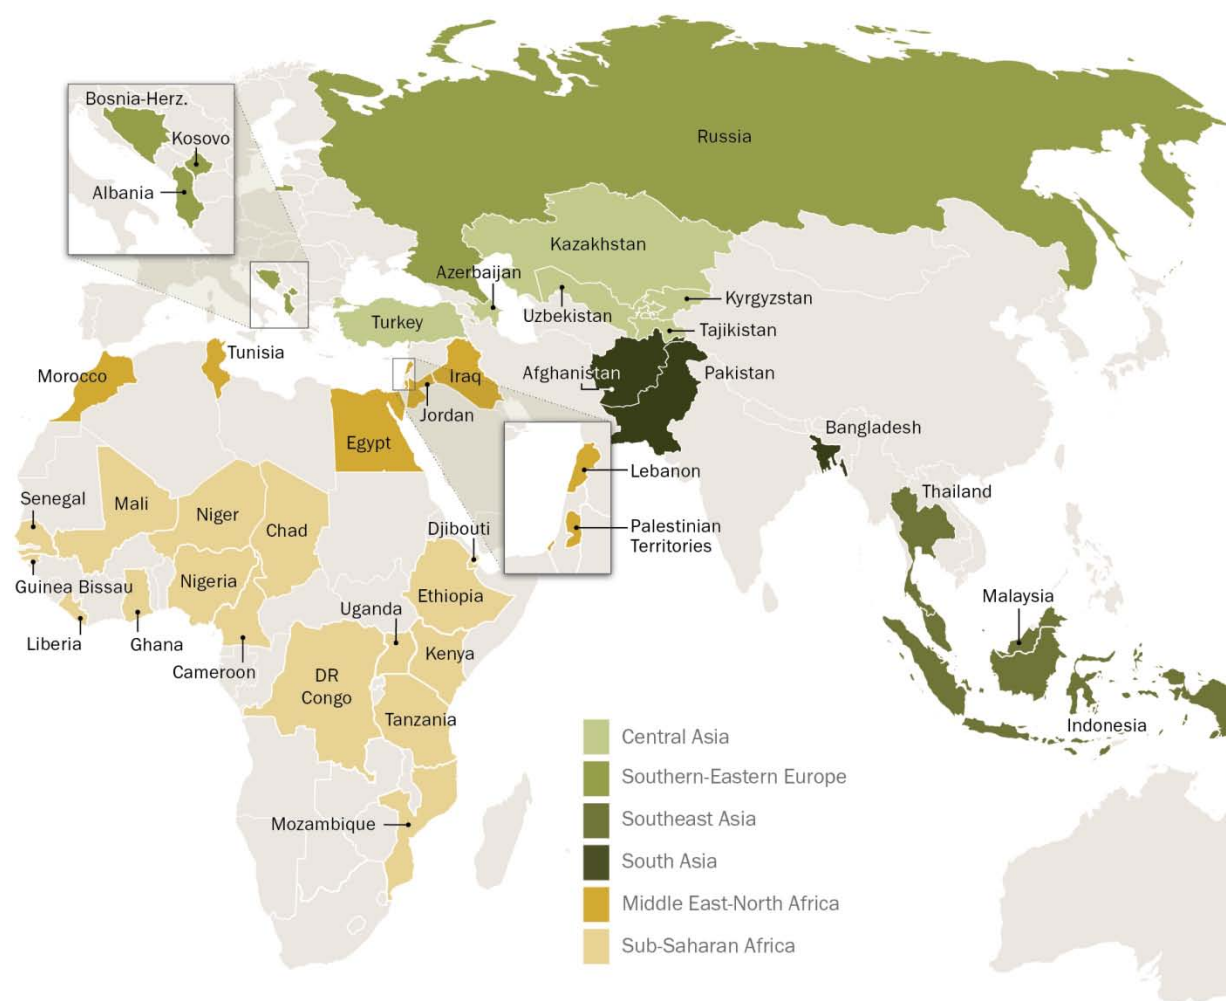 Bosnia-Herz.
Kosovo
Albania
Russia
Kazakhstan
Azerbaijan
Kyrgyzstan
Uzbekistan
Turkey
Tajikistan
Tunisia
Morocco
Iraq
Afghanistan
Pakistan
Jordan
Egypt
Bangladesh
Lebanon
Thailand
Senegal
Mali
Niger
Chad
Djibouti
Palestinian
Territories
Guinea Bissau
Nigeria
Ethiopia
Malaysia
Uganda
Liberia
Ghana
Kenya
Cameroon
DR
Congo
Tanzania
Indonesia
Mozambique
Central Asia
Southern-Eastern Europe
Southeast Asia
South Asia
Middle East-North Africa
Sub-Saharan Africa